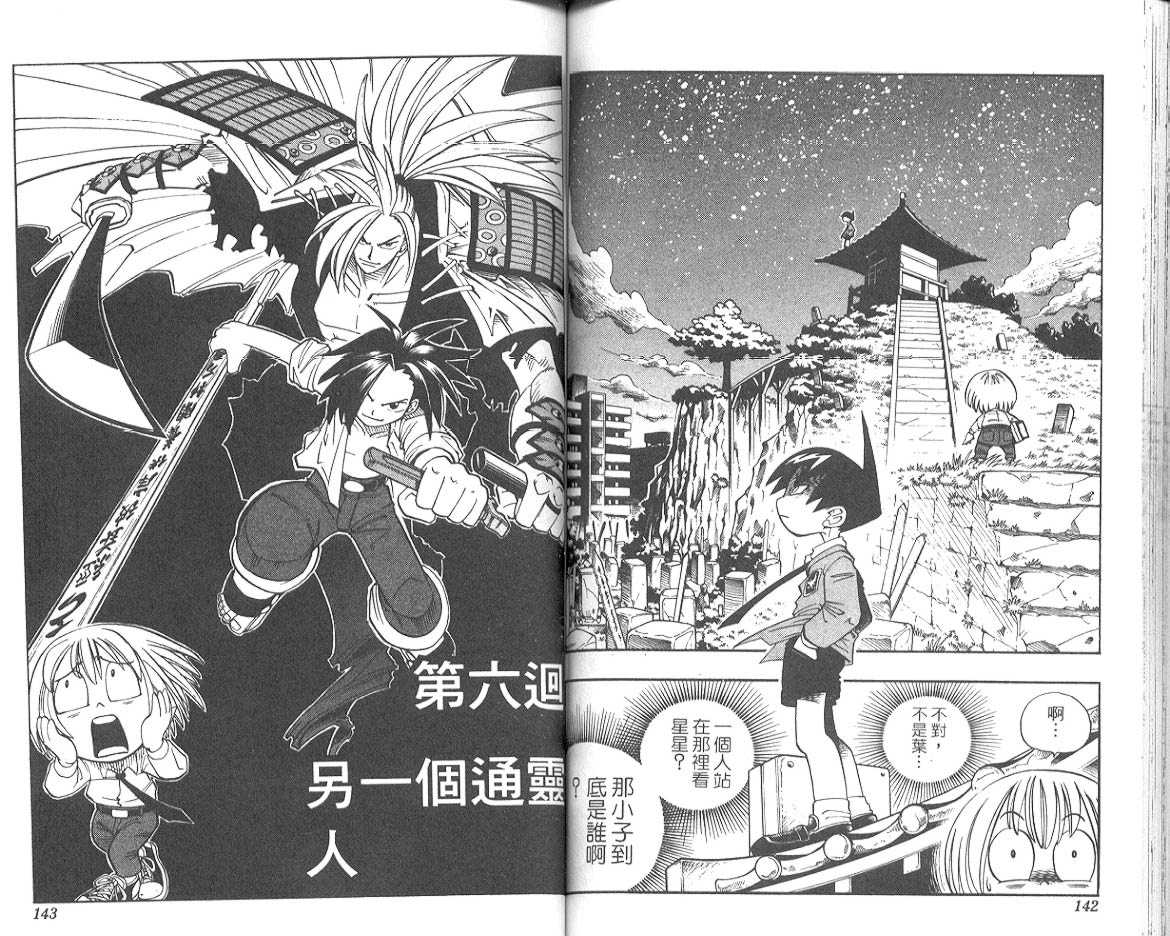 啊…
不對，
不是葉…
一個人站
在那裡看
星星？
那小子到
底是誰啊
？！
142
第六迴
另一個通靈
人
143